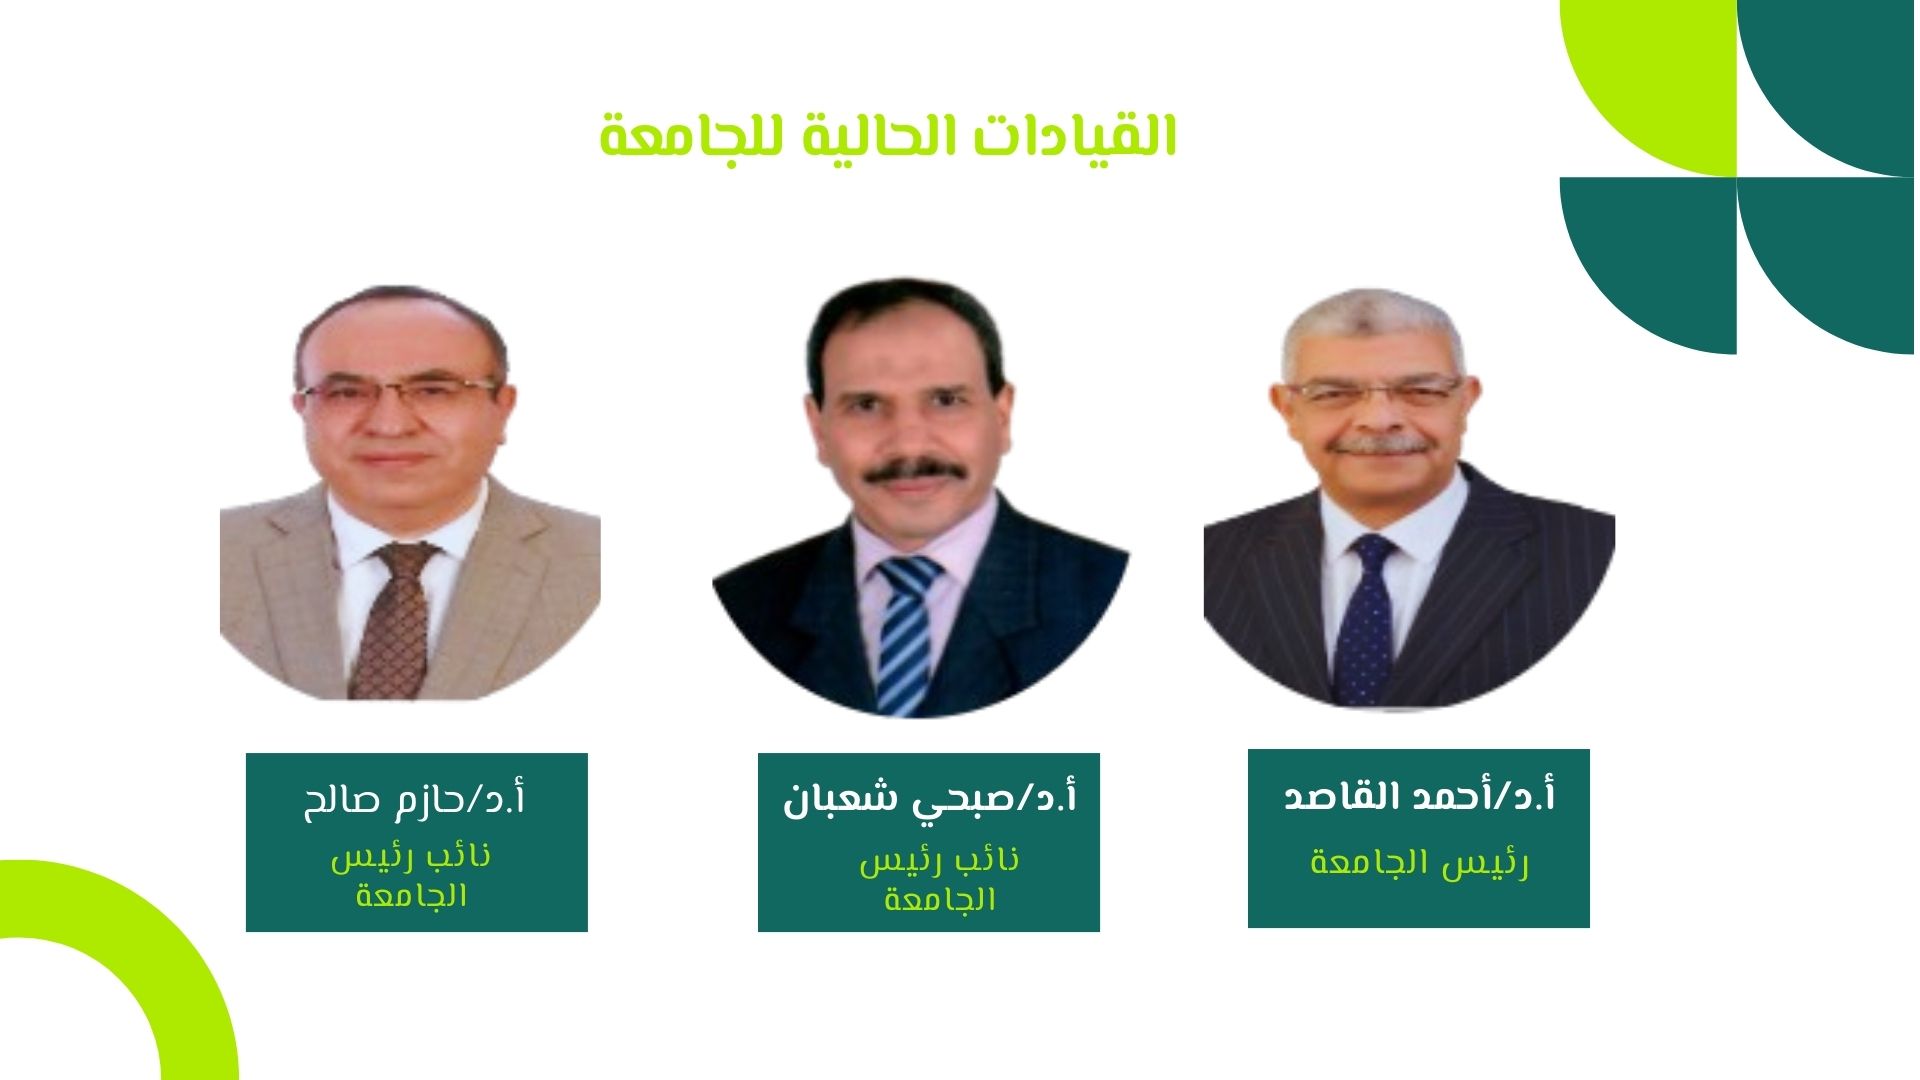 القيادات الحالية للجامعة
أ.د/أحمد القاصد
رئيس الجامعة
أ.د/صبحي شعبان
نائب رئيس
الجامعة
أ.د/حازم صالح
نائب رئيس
الجامعة